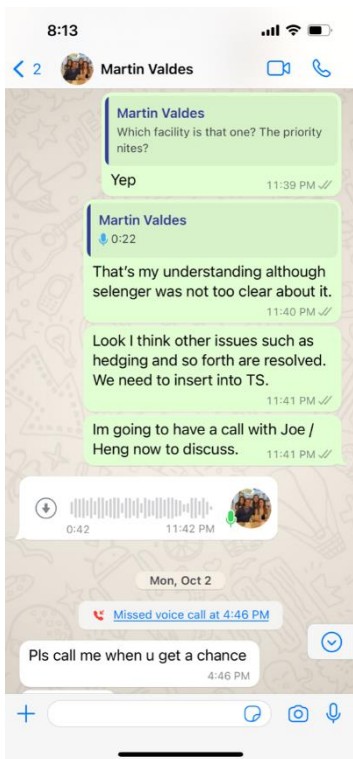 8:13
2
Martin Valdes
Martin Valdes
Which facility is that one? The priority
nites?
Yep
11:39 PM
Martin Valdes
0:22
That's my understanding although
selenger was not too clear about it.
11:40 PM
Look I think other issues such as
hedging and so forth are resolved.
We need to insert into TS.
11:41 PM
Im going to have a call with Joe /
Heng now to discuss.
11:41 PM
0:42
11:42 PM
Mon, Oct 2
Missed voice call at 4:46 PM
Pls call me when u get a chance
4:46 PM